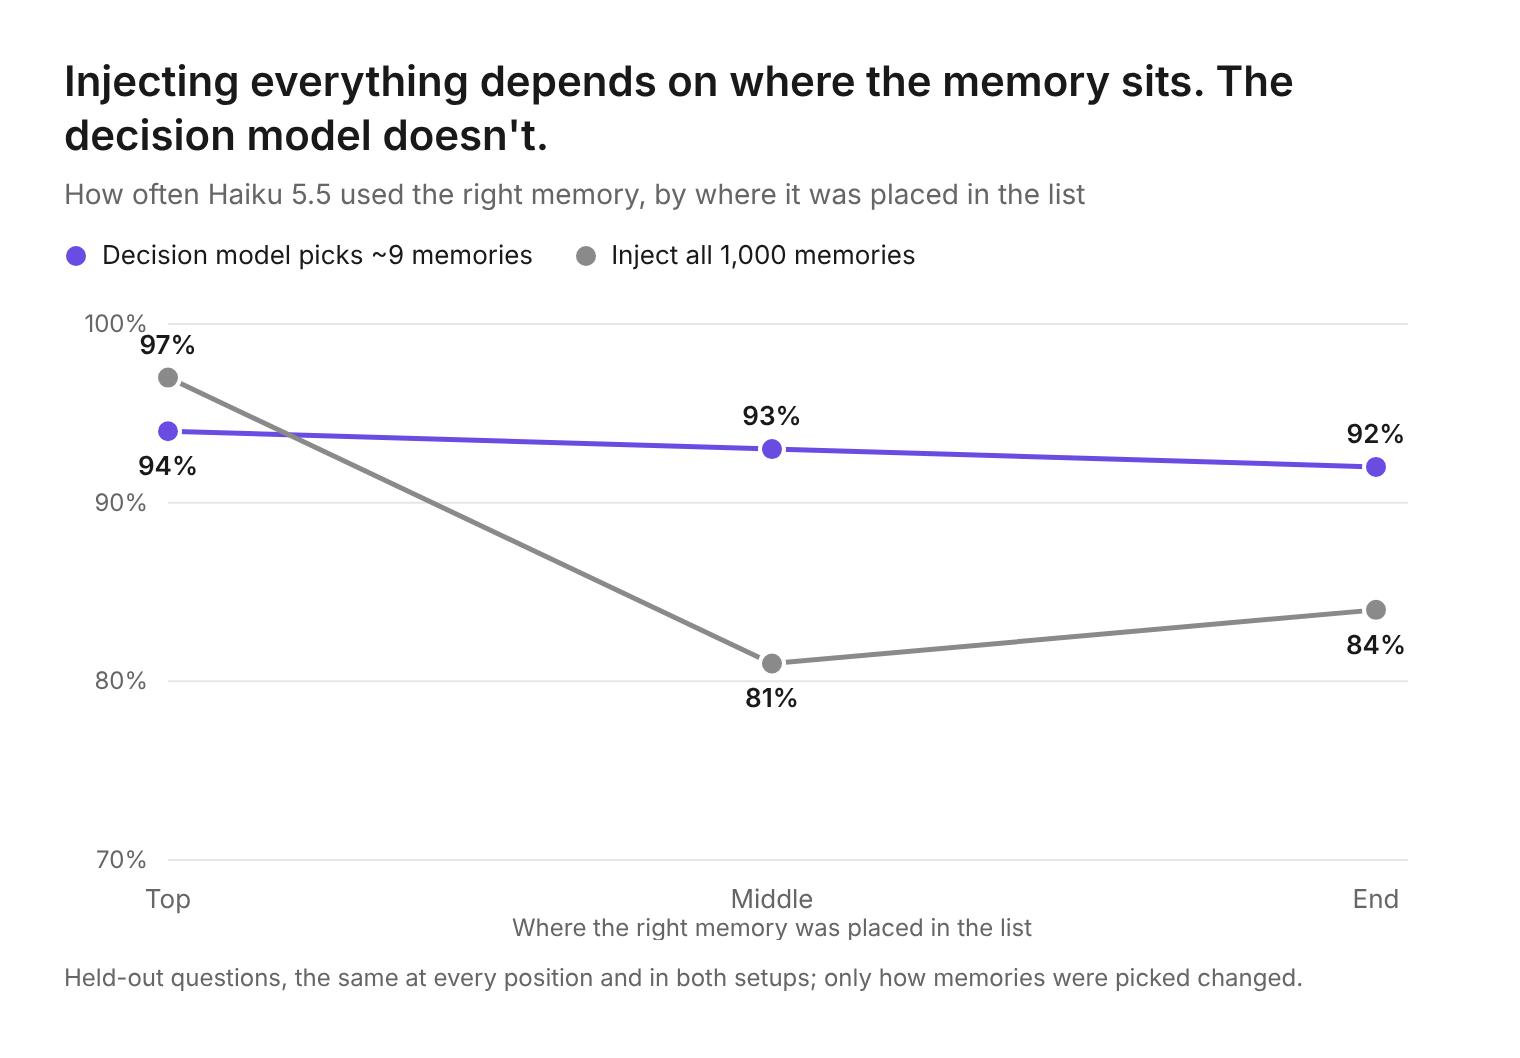 Injecting everything depends on where the memory sits. The
decision model doesn't.
How often Haiku 5.5 used the right memory, by where it was placed in the list
Decision model picks ~9 memories
Inject all 1,000 memories
100%
97%
93%
92%
94%
90%
84%
80%
81%
70%
Top
Middle
End
Where the right memory was placed in the list
Held-out questions, the same at every position and in both setups; only how memories were picked changed.